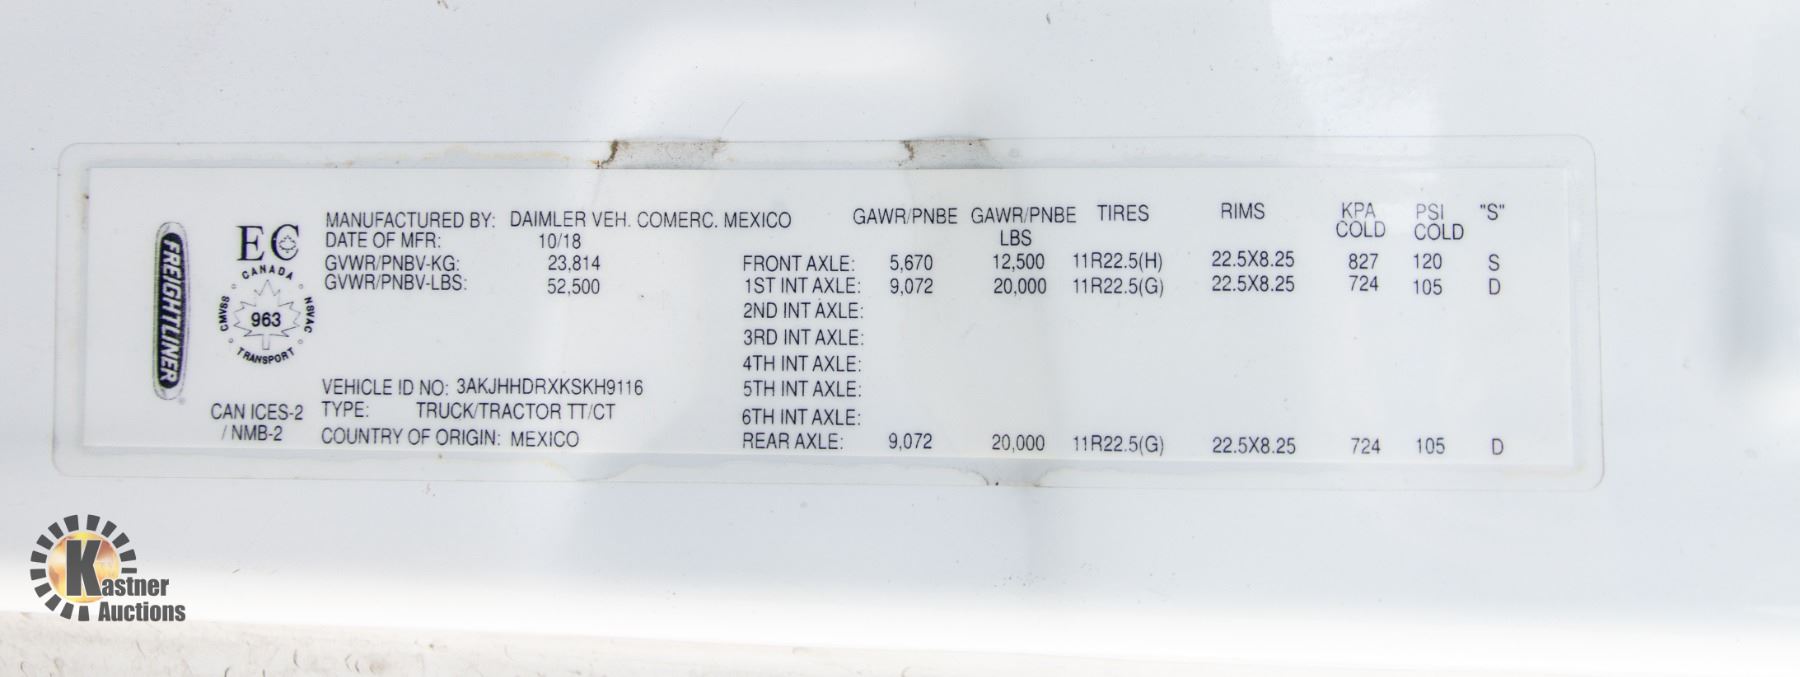 FREIGHTLINER
EC
CANADA
CMVSS
963
NSVAC
TRANSPORT
CAN ICES-2
/ NMB-2
MANUFACTURED BY: DAIMLER VEH. COMERC. MEXICO
DATE OF MFR: 10/18
GVWR/PNBV-KG: 23,814
GVWR/PNBV-LBS: 52,500
VEHICLE ID NO: 3AKJHHDRXKSKH9116
TYPE: TRUCK/TRACTOR TT/CT
COUNTRY OF ORIGIN: MEXICO
GAWR/PNBE GAWR/PNBE TIRES RIMS KPA PSI "S"
LBS COLD COLD
FRONT AXLE: 5,670 12,500 11R22.5(H) 22.5X8.25 827 120 S
1ST INT AXLE: 9,072 20,000 11R22.5(G) 22.5X8.25 724 105 D
2ND INT AXLE:
3RD INT AXLE:
4TH INT AXLE:
5TH INT AXLE:
6TH INT AXLE:
REAR AXLE: 9,072 20,000 11R22.5(G) 22.5X8.25 724 105 D
Kastner
Auctions